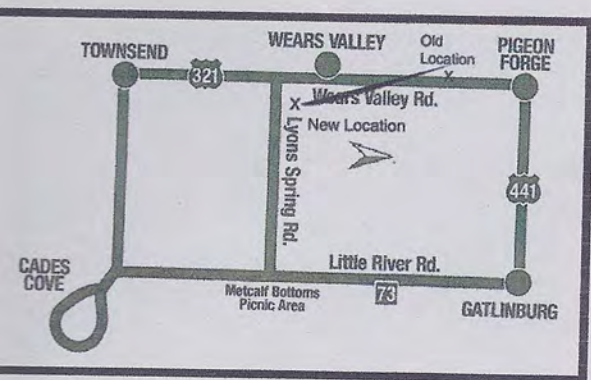 TOWNSEND
321
WEARS VALLEY
Old
Location
x
PIGEON
FORGE
X
Wears Valley Rd.
New Location
Lyons Spring Rd.
441
CADES
COVE
Little River Rd.
Metcalf Bottoms
Picnic Area
73
GATLINBURG